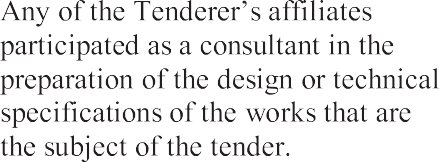 Any of the Tenderer’s affiliates
participated as a consultant in the
preparation of the design or technical
specifications of the works that are
the subject of the tender.